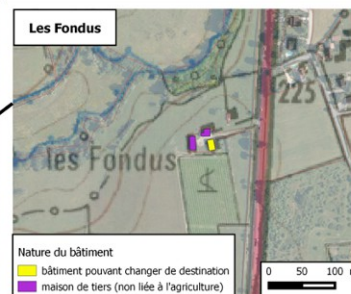 Les Fondus
225
les Fondus
Nature du bâtiment
bâtiment pouvant changer de destination
maison de tiers (non liée à l'agriculture)
0 50 100 m